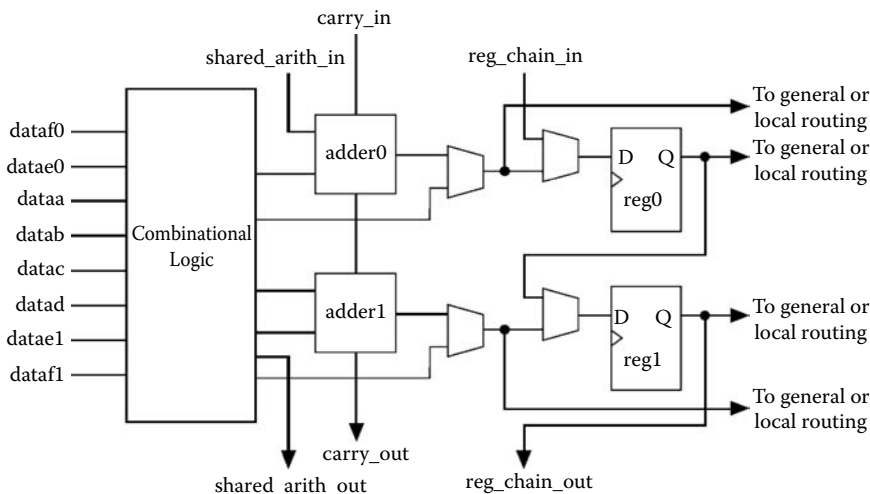 carry_in
shared_arith_in
reg_chain_in
To general or
local routing
dataf0
datae0
dataa
datab
datac
datad
datae1
dataf1
Combinational
Logic
adder0
D
Q
reg0
To general or
local routing
adder1
D
Q
reg1
To general or
local routing
To general or
local routing
carry_out
shared_arith_out
reg_chain_out